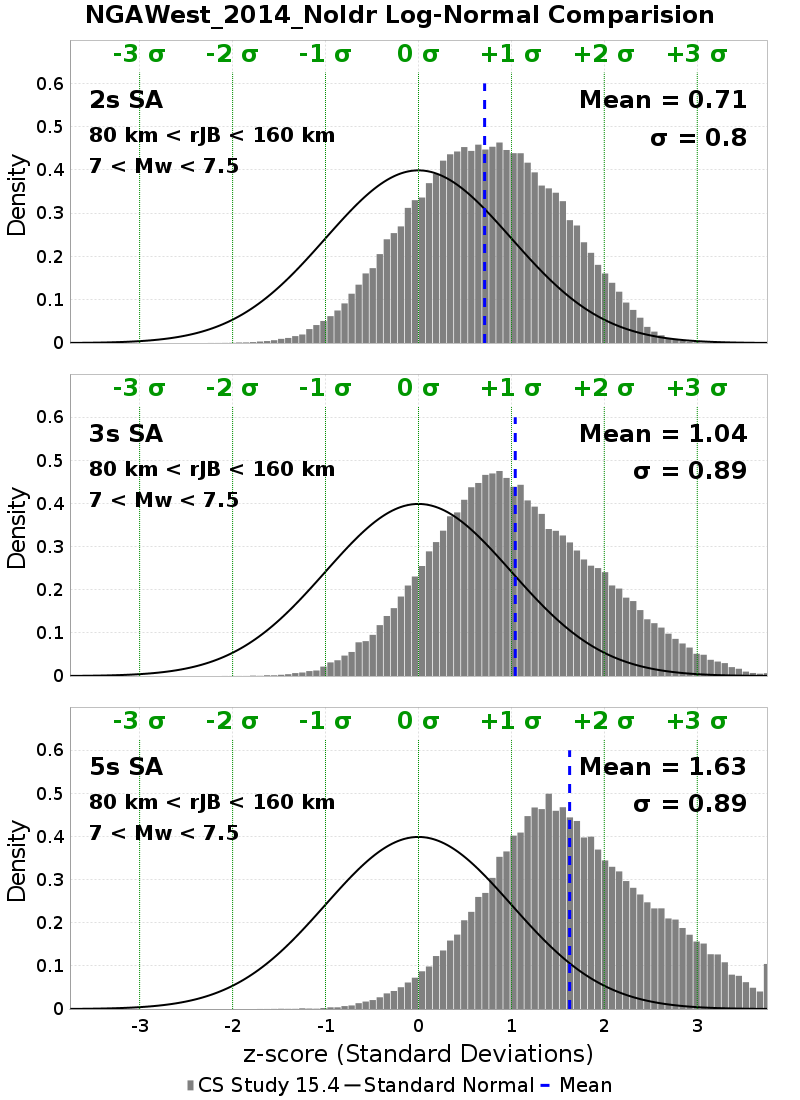 NGAWest_2014_NoIdr Log-Normal Comparision
-3 σ -2 σ -1 σ 0 σ +1 σ +2 σ +3 σ
0.6
2s SA Mean = 0.71
0.5
80 km < rJB < 160 km σ = 0.8
7 < Mw < 7.5
0.4
Density
0.3
0.2
0.1
0
-3 σ -2 σ -1 σ 0 σ +1 σ +2 σ +3 σ
0.6
3s SA Mean = 1.04
0.5
80 km < rJB < 160 km σ = 0.89
7 < Mw < 7.5
0.4
Density
0.3
0.2
0.1
0
-3 σ -2 σ -1 σ 0 σ +1 σ +2 σ +3 σ
0.6
5s SA Mean = 1.63
0.5
80 km < rJB < 160 km σ = 0.89
7 < Mw < 7.5
0.4
Density
0.3
0.2
0.1
0
-3 -2 -1 0 1 2 3
z-score (Standard Deviations)
CS Study 15.4 Standard Normal Mean